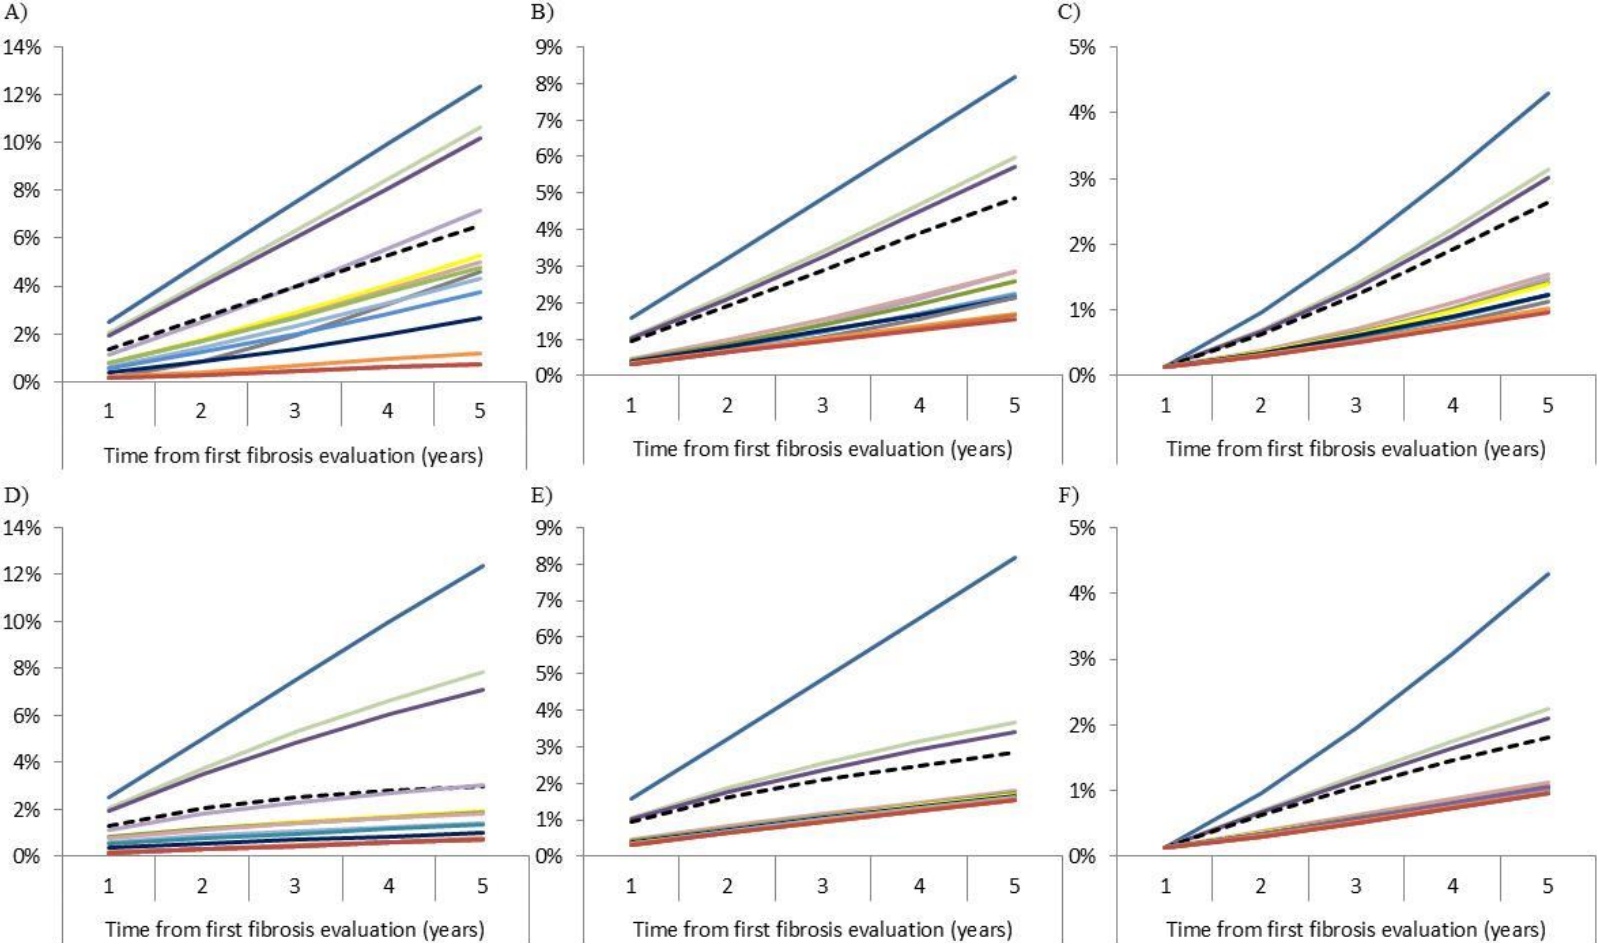 A)
14%
12%
10%
8%
6%
4%
2%
0%
1 2 3 4 5
Time from first fibrosis evaluation (years)
B)
9%
8%
7%
6%
5%
4%
3%
2%
1%
0%
1 2 3 4 5
Time from first fibrosis evaluation (years)
C)
5%
4%
3%
2%
1%
0%
1 2 3 4 5
Time from first fibrosis evaluation (years)
D)
14%
12%
10%
8%
6%
4%
2%
0%
1 2 3 4 5
Time from first fibrosis evaluation (years)
E)
9%
8%
7%
6%
5%
4%
3%
2%
1%
0%
1 2 3 4 5
Time from first fibrosis evaluation (years)
F)
5%
4%
3%
2%
1%
0%
1 2 3 4 5
Time from first fibrosis evaluation (years)